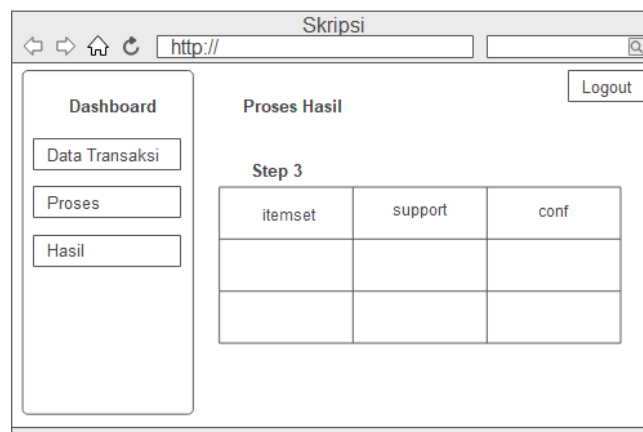 Skripsi
http://
Logout
Dashboard
Data Transaksi
Proses
Hasil
Proses Hasil
Step 3
itemset support conf